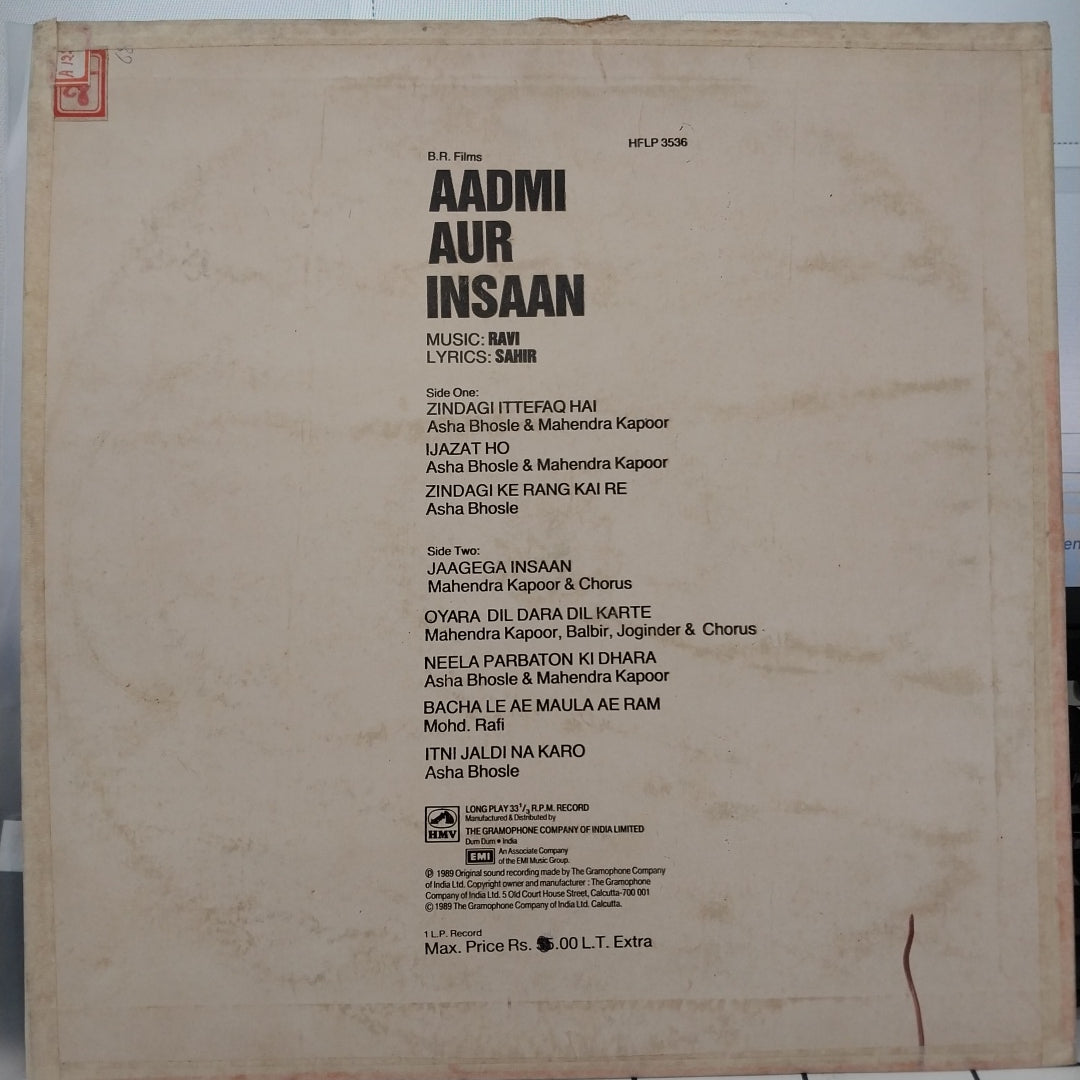 HFLP 3536
B.R. Films
AADMI
AUR
INSAAN
MUSIC: RAVI
LYRICS: SAHIR
Side One:
ZINDAGI ITTEFAQ HAI
Asha Bhosle & Mahendra Kapoor
IJAZAT HO
Asha Bhosle & Mahendra Kapoor
ZINDAGI KE RANG KAI RE
Asha Bhosle
Side Two:
JAAGEGA INSAAN
Mahendra Kapoor & Chorus
OYARA DIL DARA DIL KARTE
Mahendra Kapoor, Balbir, Joginder & Chorus
NEELA PARBATON KI DHARA
Asha Bhosle & Mahendra Kapoor
BACHA LE AE MAULA AE RAM
Mohd. Rafi
ITNI JALDI NA KARO
Asha Bhosle
HMV
LONG PLAY 33 1/3 R.P.M. RECORD
Manufactured & Distributed by
THE GRAMOPHONE COMPANY OF INDIA LIMITED
Dum Dum • India
EMI
An Associate Company
of the EMI Music Group.
℗ 1989 Original sound recording made by The Gramophone Company
of India Ltd. Copyright owner and manufacturer : The Gramophone
Company of India Ltd. 5 Old Court House Street, Calcutta-700 001
© 1989 The Gramophone Company of India Ltd. Calcutta.
1 L.P. Record
Max. Price Rs. 5.00 L.T. Extra